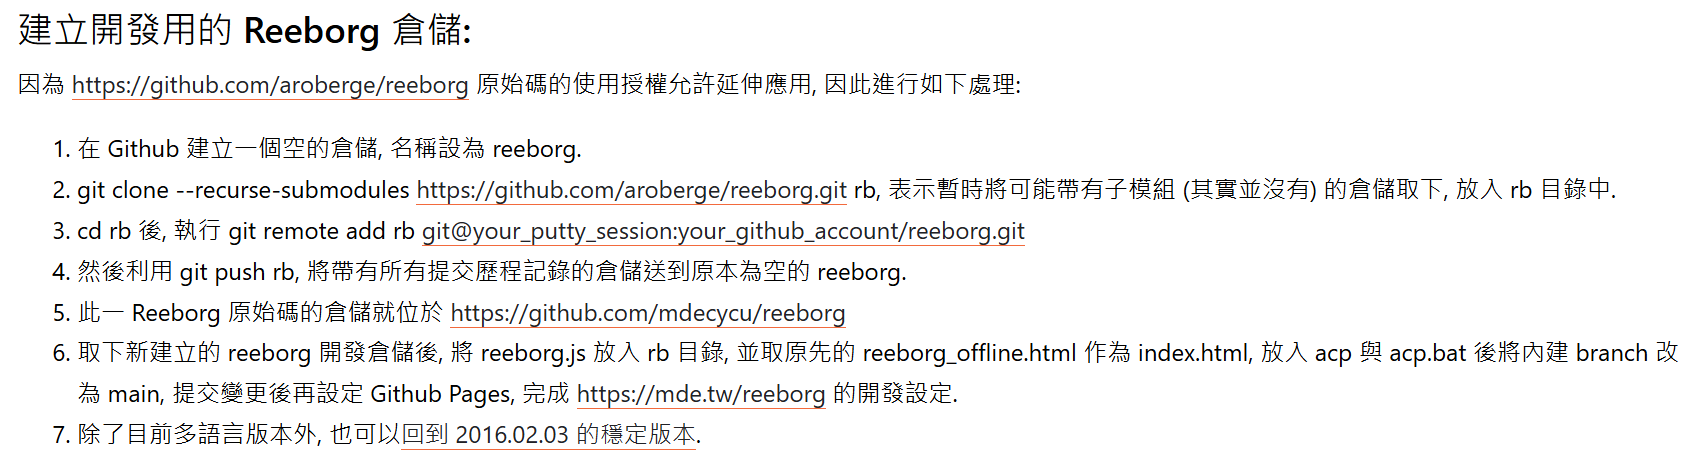 建立開發用的 Reeborg 倉儲:
因為 https://github.com/aroberge/reeborg 原始碼的使用授權允許延伸應用, 因此進行如下處理:
1. 在 Github 建立一個空的倉儲, 名稱設為 reeborg.
2. git clone --recurse-submodules https://github.com/aroberge/reeborg.git rb, 表示暫時將可能帶有子模組 (其實並沒有) 的倉儲取下, 放入 rb 目錄中.
3. cd rb 後, 執行 git remote add rb git@your_putty_session:your_github_account/reeborg.git
4. 然後利用 git push rb, 將帶有所有提交歷程記錄的倉儲送到原本為空的 reeborg.
5. 此一 Reeborg 原始碼的倉儲就位於 https://github.com/mdecycu/reeborg
6. 取下新建立的 reeborg 開發倉儲後, 將 reeborg.js 放入 rb 目錄, 並取原先的 reeborg_offline.html 作為 index.html, 放入 acp 與 acp.bat 後將內建 branch 改
為 main, 提交變更後再設定 Github Pages, 完成 https://mde.tw/reeborg 的開發設定.
7. 除了目前多語言版本外, 也可以回到 2016.02.03 的穩定版本.